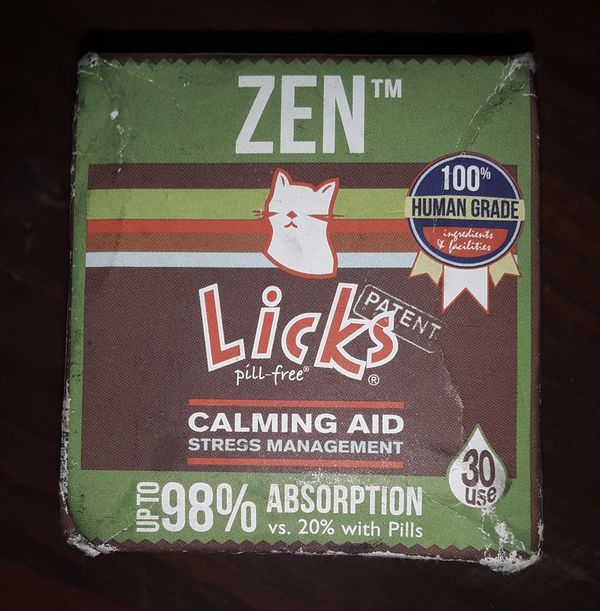 ZEN™
100%
HUMAN GRADE
ingredients
& facilities
Licks®
PATENT
pill-free®
CALMING AID
STRESS MANAGEMENT
30
use
UP TO 98% ABSORPTION
vs. 20% with Pills